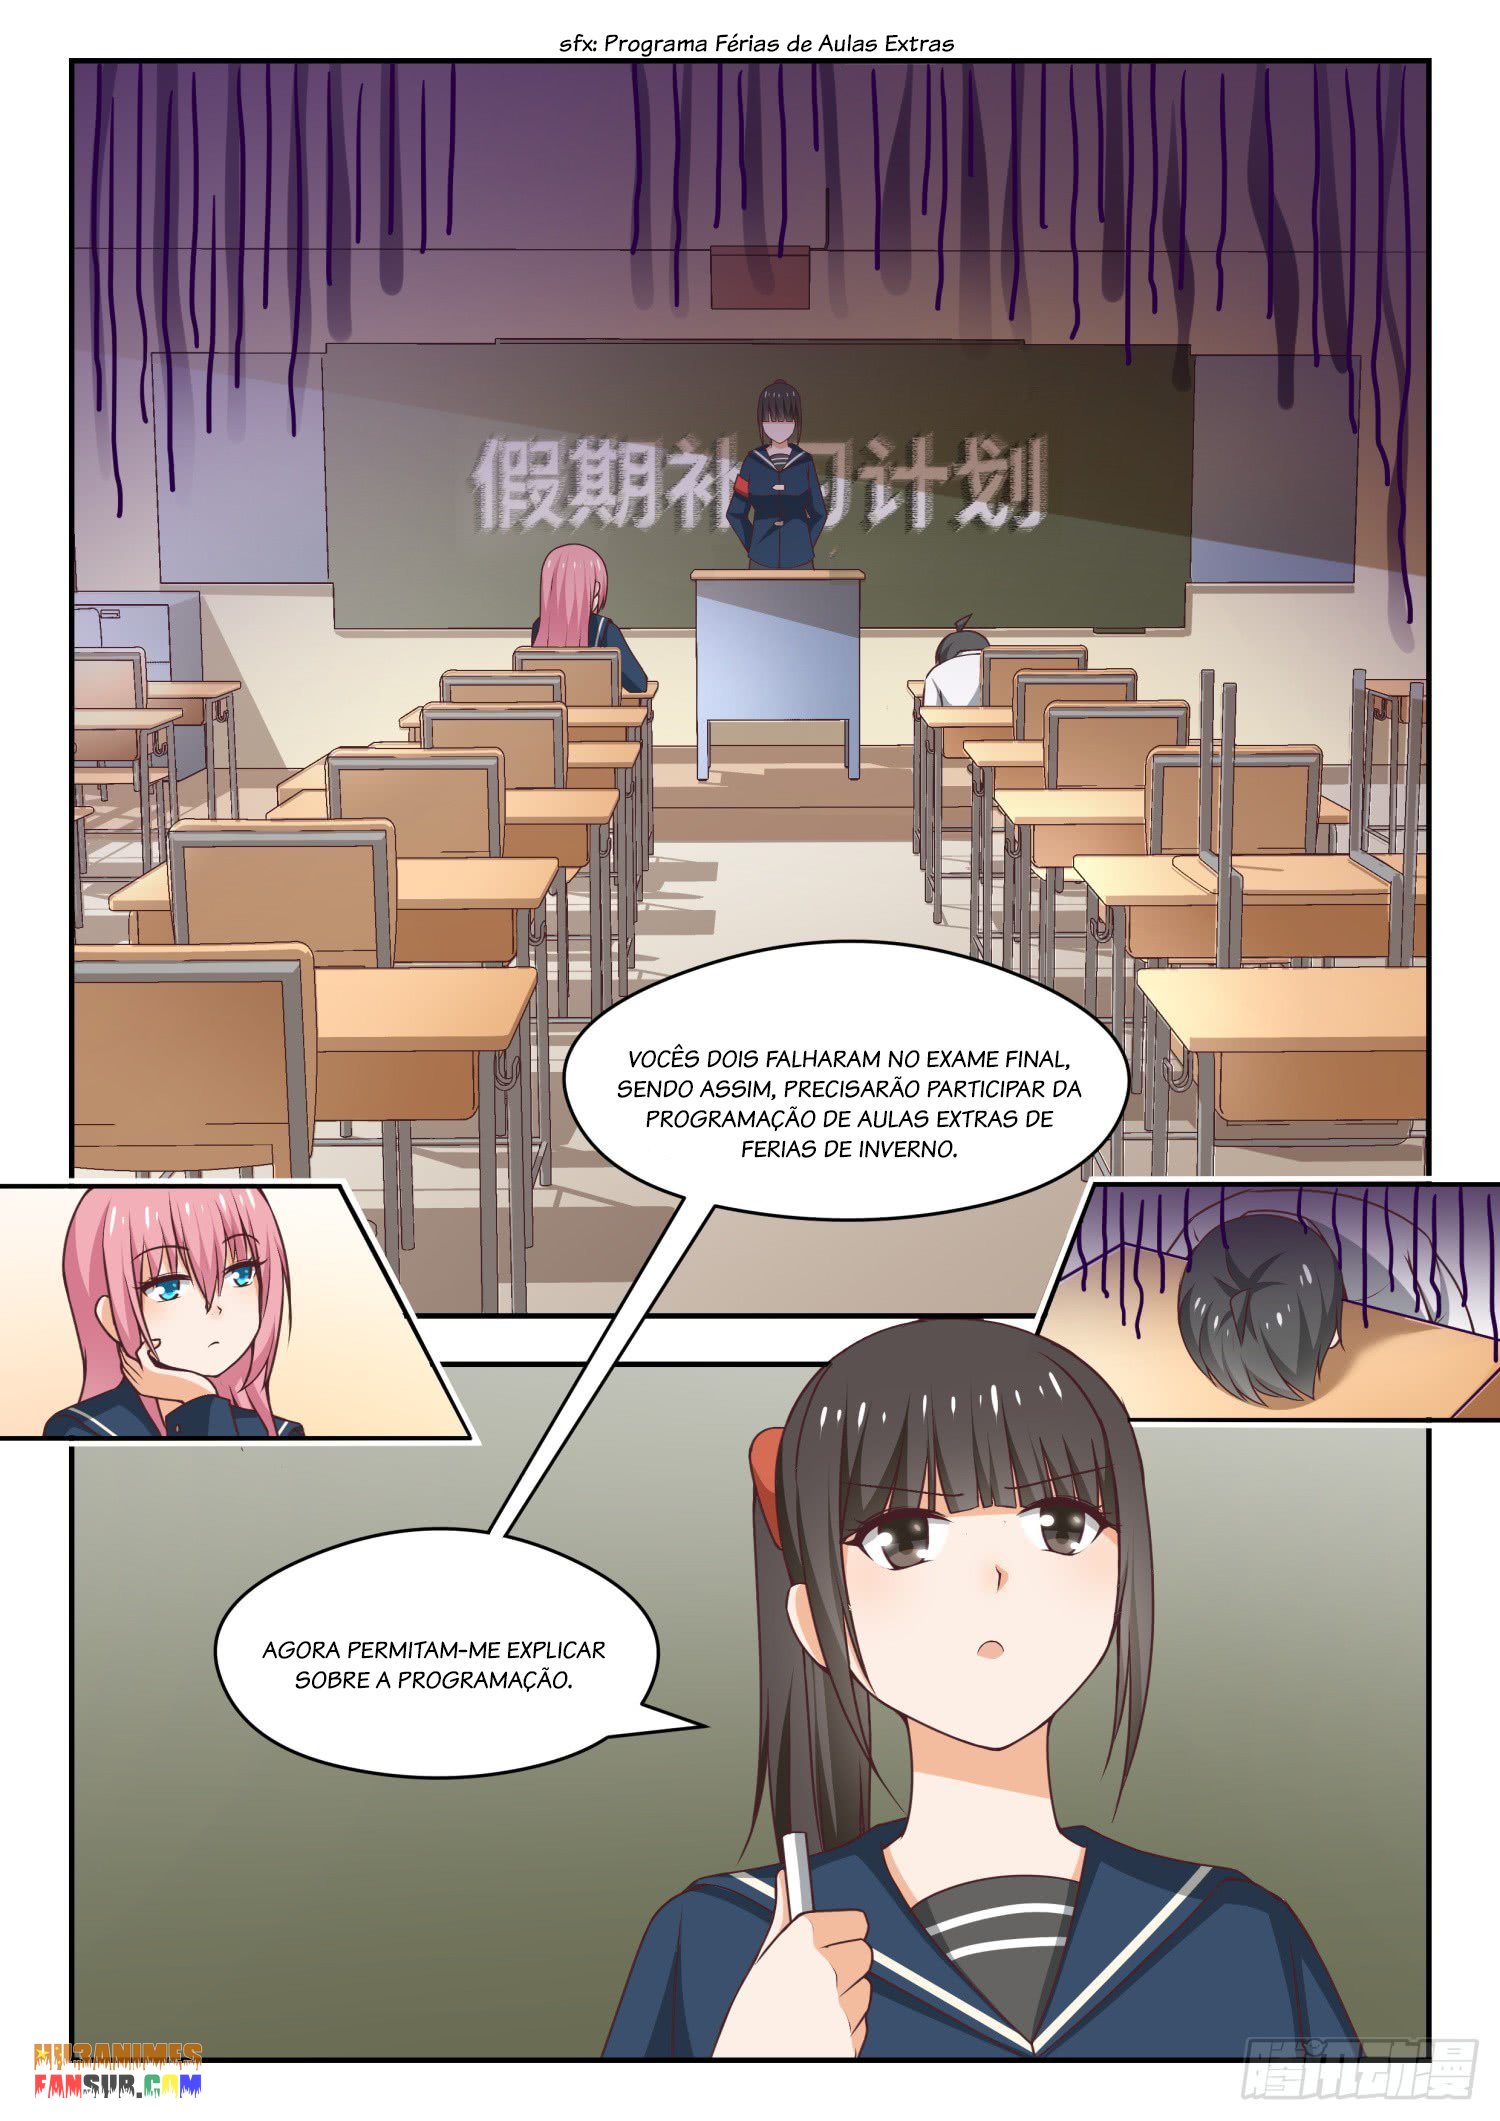 sfx: Programa Férias de Aulas Extras
假期补习计划
VOCÊS DOIS FALHARAM NO EXAME FINAL,
SENDO ASSIM, PRECISARÃO PARTICIPAR DA
PROGRAMAÇÃO DE AULAS EXTRAS DE
FERIAS DE INVERNO.
AGORA PERMITAM-ME EXPLICAR
SOBRE A PROGRAMAÇÃO.
HU3ANIMES
FANSUB.COM
腾讯动漫